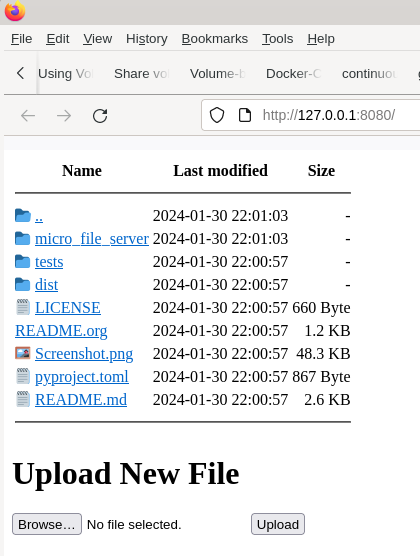 File Edit View History Bookmarks Tools Help
Using Vo Share vol Volume-b Docker-C continuou
http://127.0.0.1:8080/
Name Last modified Size
.. 2024-01-30 22:01:03 -
micro_file_server 2024-01-30 22:01:03 -
tests 2024-01-30 22:00:57 -
dist 2024-01-30 22:00:57 -
LICENSE 2024-01-30 22:00:57 660 Byte
README.org 2024-01-30 22:00:57 1.2 KB
Screenshot.png 2024-01-30 22:00:57 48.3 KB
pyproject.toml 2024-01-30 22:00:57 867 Byte
README.md 2024-01-30 22:00:57 2.6 KB
Upload New File
Browse... No file selected. Upload